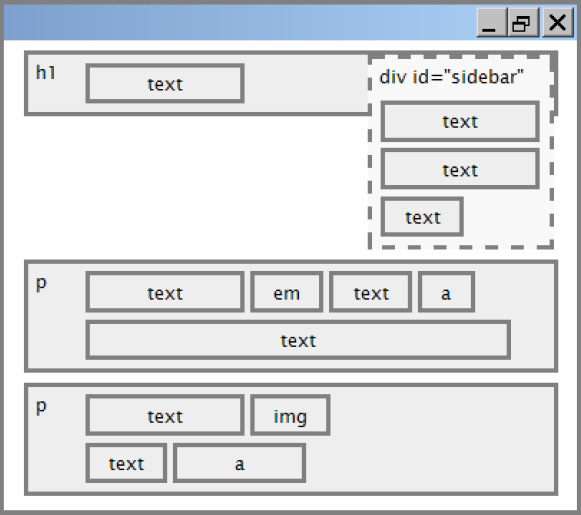 h1 text
div id="sidebar"
text
text
text
p text em text a
text
p text img
text a